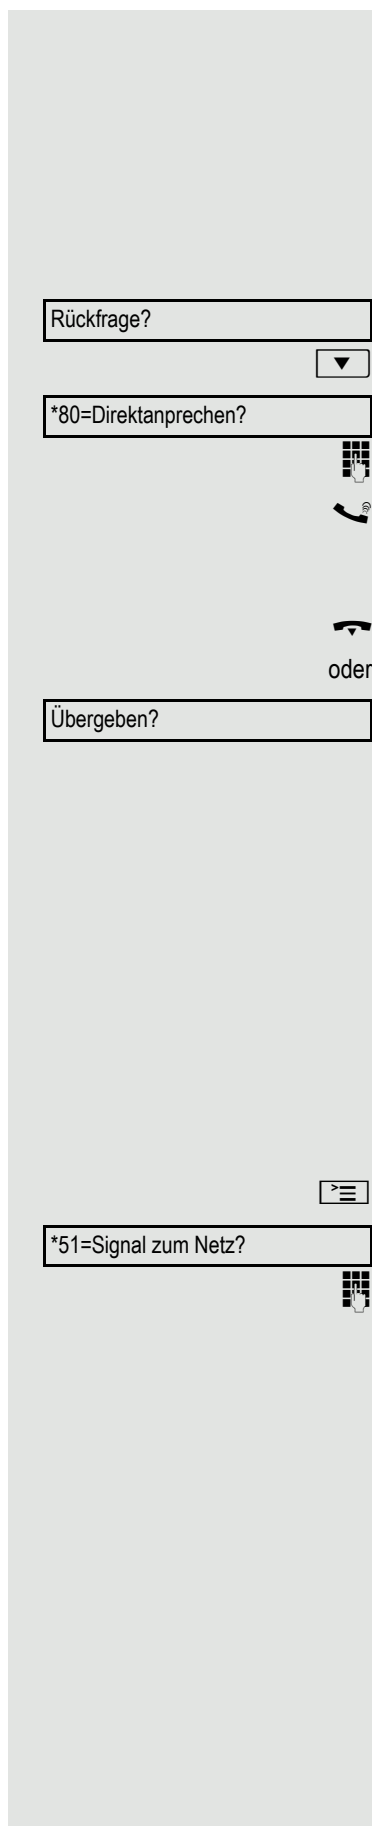 Rückfrage?
*80=Direktanprechen?
oder
Übergeben?
*51=Signal zum Netz?